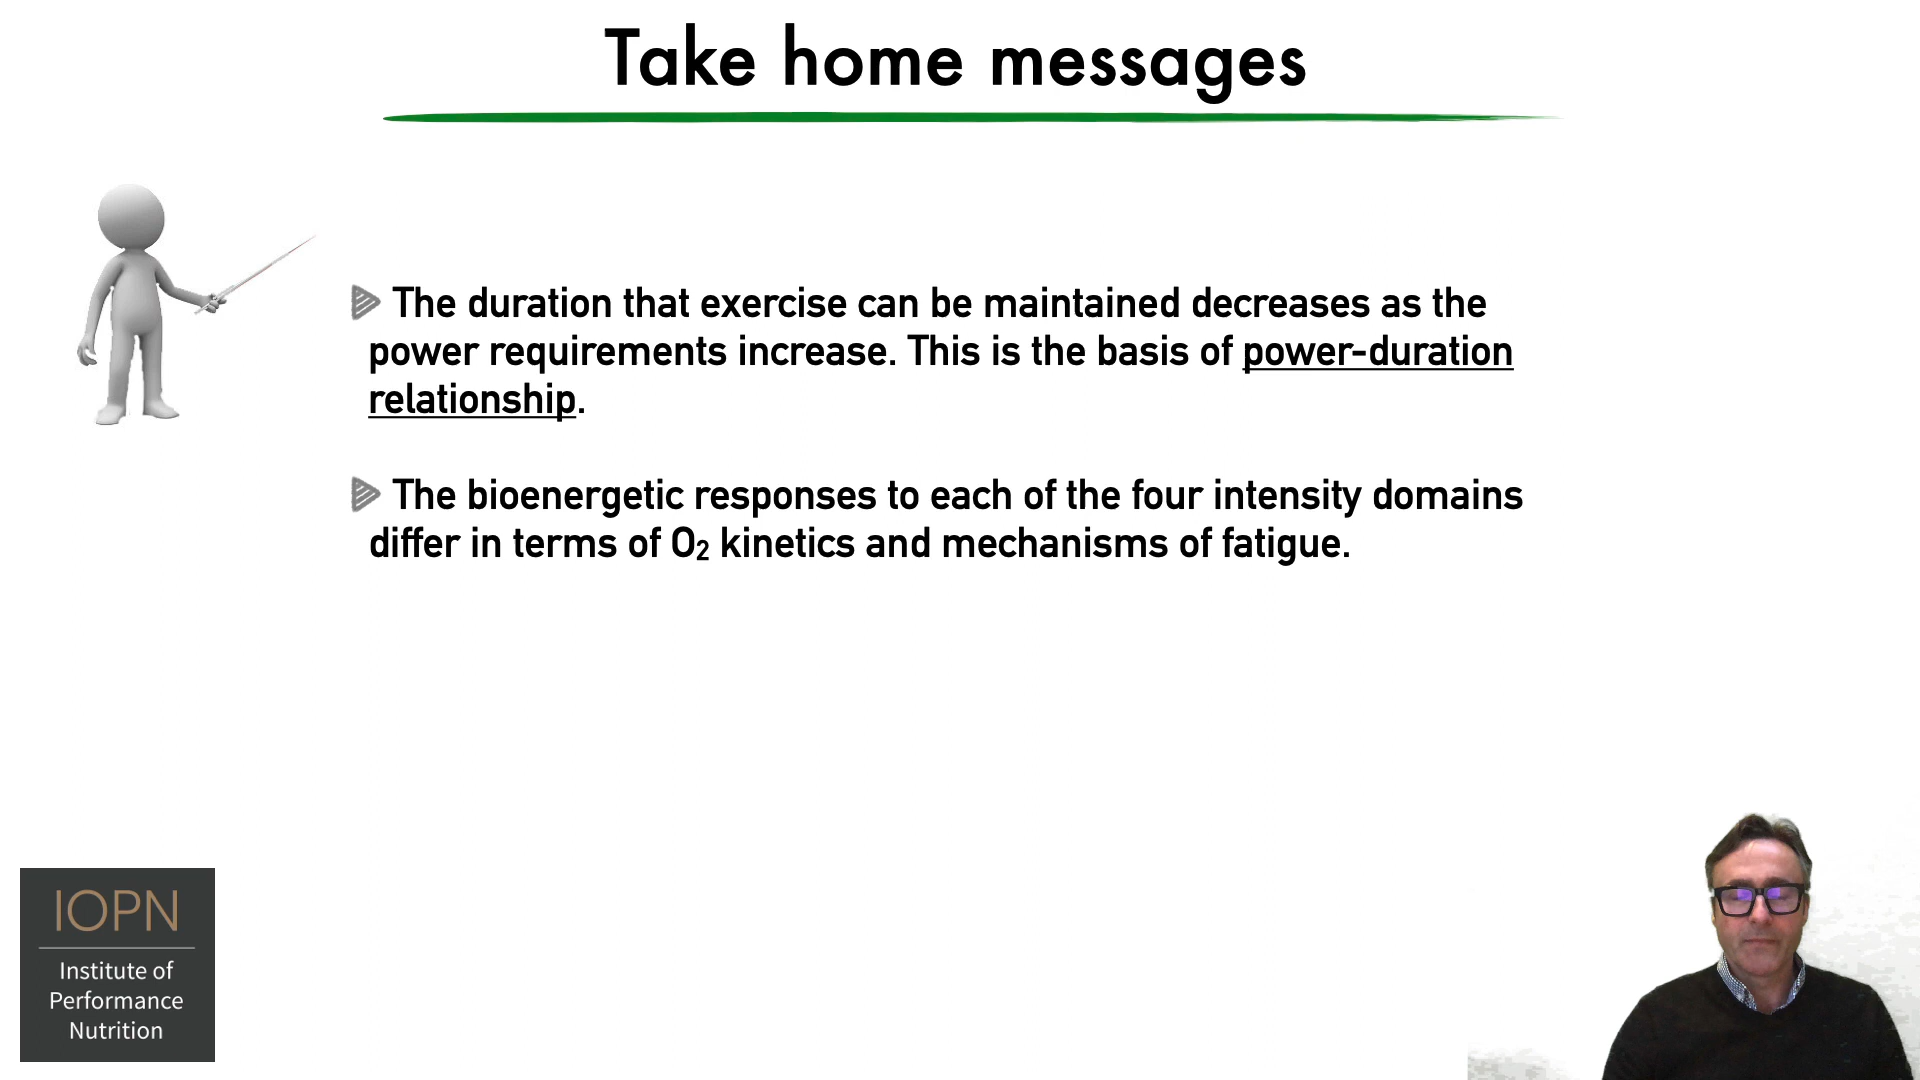 Take home messages
The duration that exercise can be maintained decreases as the
power requirements increase. This is the basis of power-duration
relationship.
The bioenergetic responses to each of the four intensity domains
differ in terms of O₂ kinetics and mechanisms of fatigue.
IOPN
Institute of
Performance
Nutrition